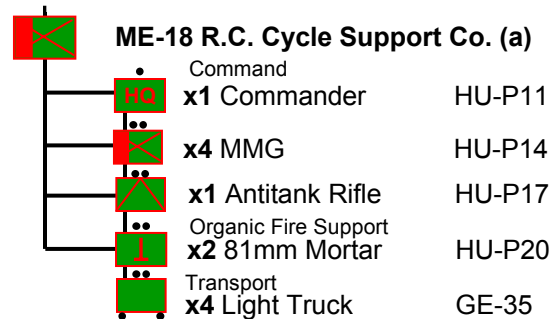 ME-18 R.C. Cycle Support Co. (a)
Command
HQ x1 Commander HU-P11
x4 MMG HU-P14
x1 Antitank Rifle HU-P17
Organic Fire Support
x2 81mm Mortar HU-P20
Transport
x4 Light Truck GE-35